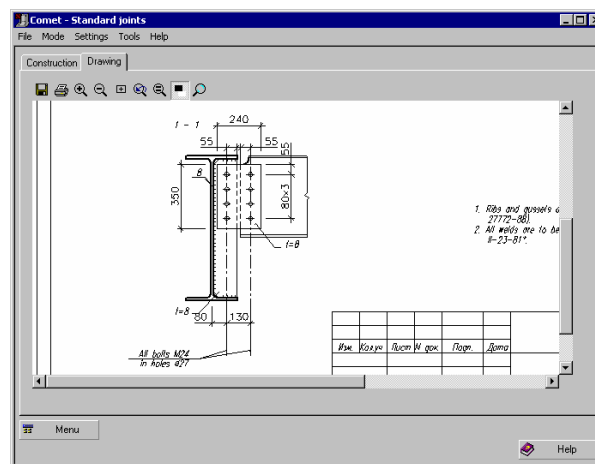 Comet - Standard joints
File Mode Settings Tools Help
Construction Drawing
1 - 1
240
55 55
55
8
350
80x3
t=8
t=8
80 130
All bolts M24
in holes ø27
1. Ribs and gussets a
27772-88).
2. All welds are to be
II-23-81*.
Изм. Кол.уч Лист N док. Подп. Дата
Menu
Help